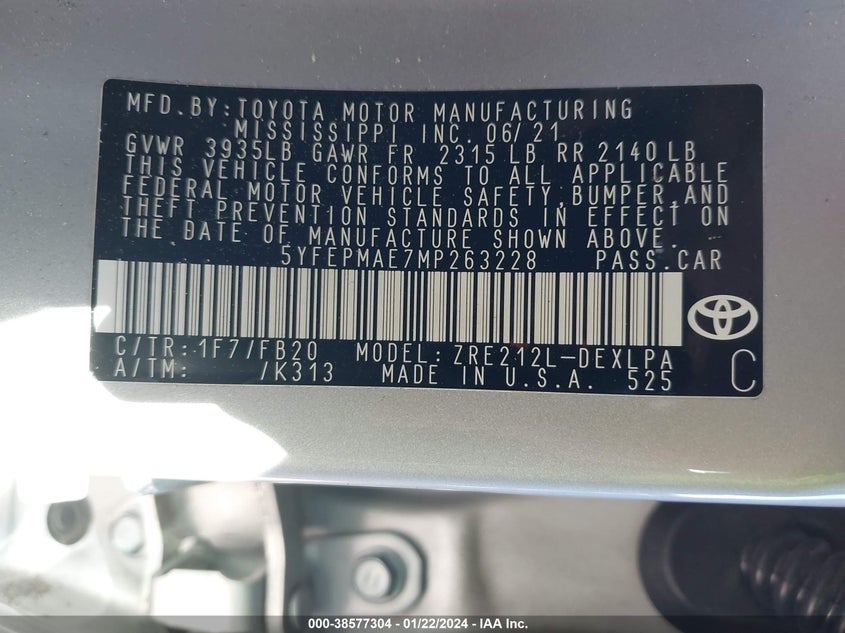 MFD.BY:TOYOTA MOTOR MANUFACTURING
MISSISSIPPI INC. 06/21
GVWR 3935LB GAWR FR 2315 LB RR 2140 LB
THIS VEHICLE CONFORMS TO ALL APPLICABLE
FEDERAL MOTOR VEHICLE SAFETY,BUMPER,AND
THEFT PREVENTION STANDARDS IN EFFECT ON
THE DATE OF MANUFACTURE SHOWN ABOVE.
5YFEPMAE7MP263228 PASS.CAR
C/TR:1F7/FB20 MODEL:ZRE212L-DEXLPA
A/TM: /K313 MADE IN U.S.A. 525 C
000-38577304 - 01/22/2024 - IAA Inc.